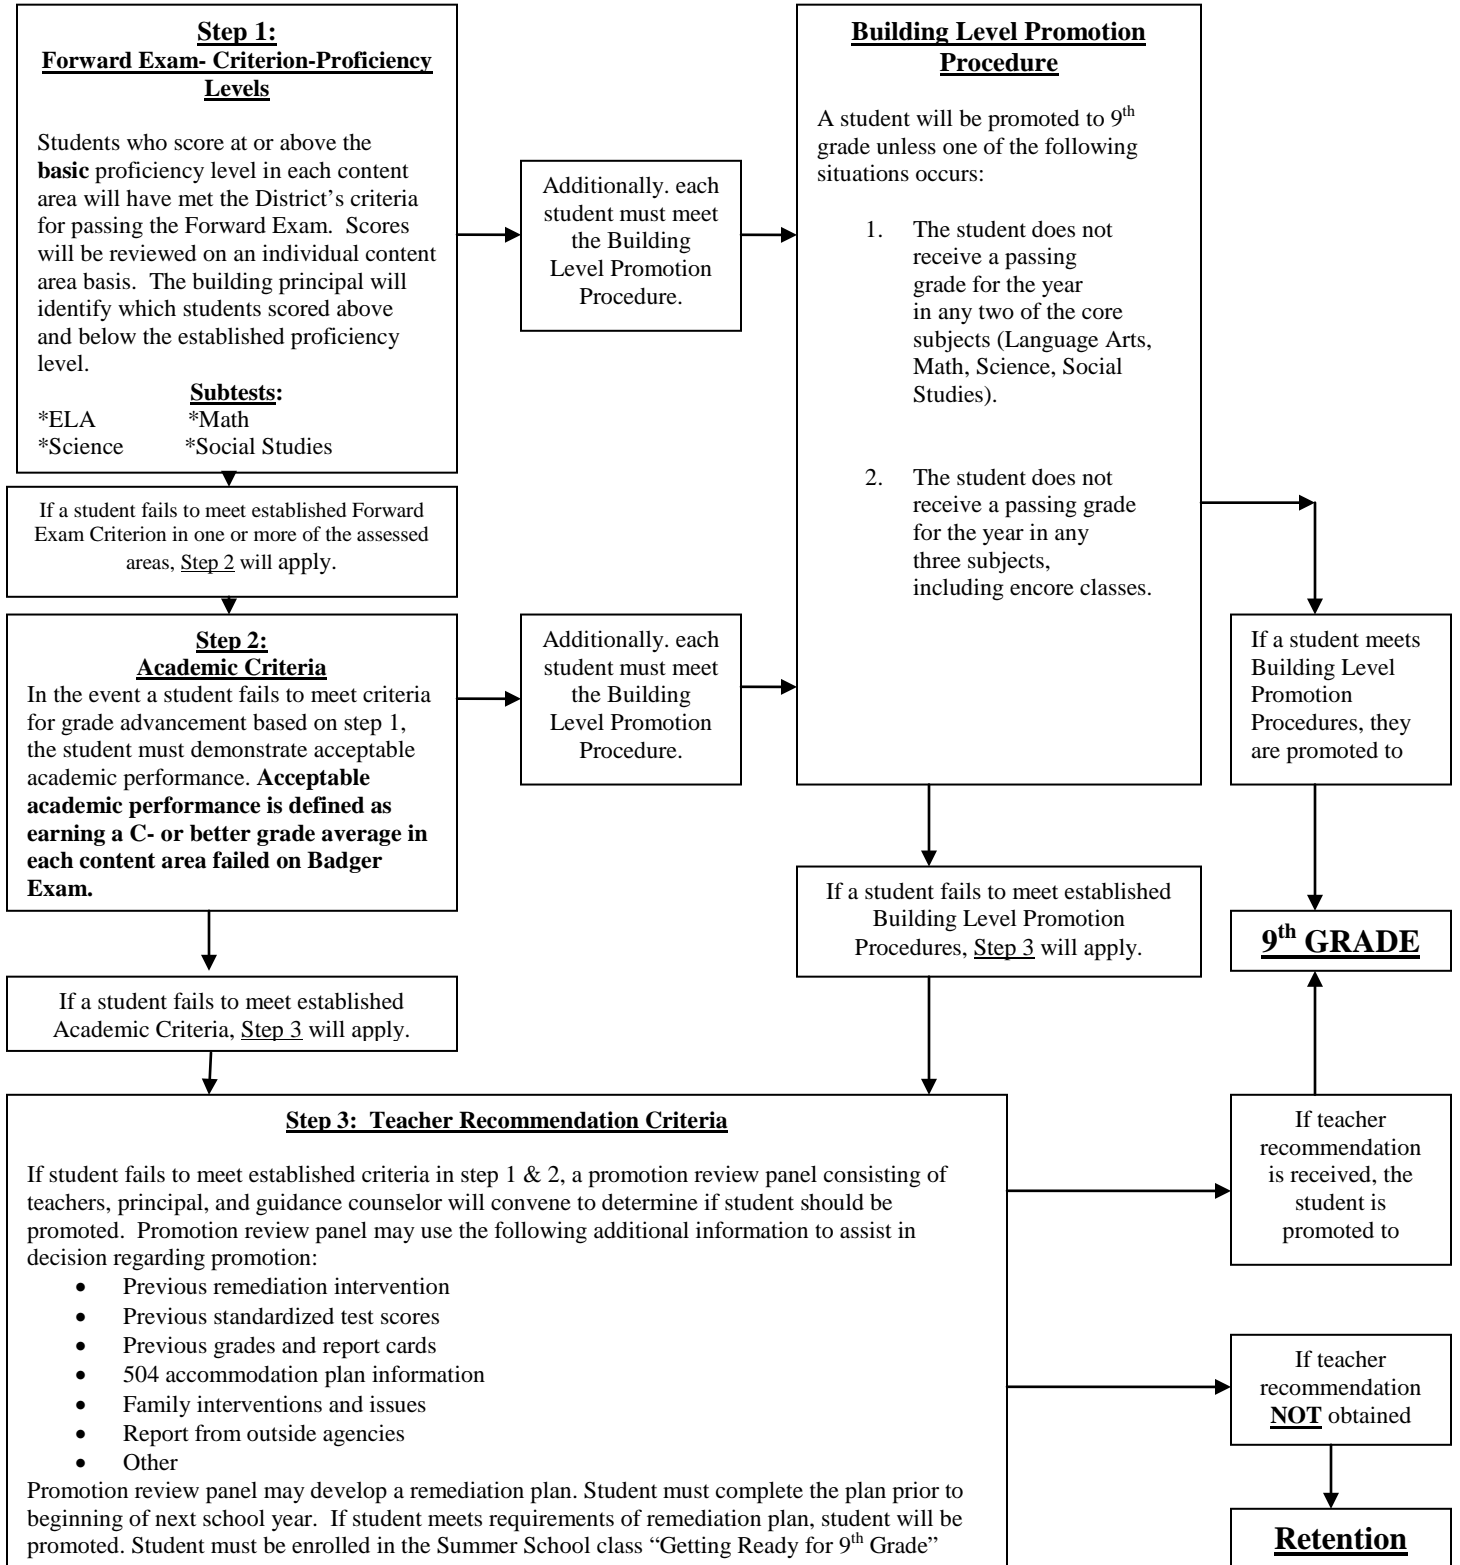 Step 1:
Forward Exam- Criterion-Proficiency
Levels
Students who score at or above the
basic proficiency level in each content
area will have met the District's criteria
for passing the Forward Exam.  Scores
will be reviewed on an individual content
area basis.  The building principal will
identify which students scored above
and below the established proficiency
level.
Subtests:
*ELA *Math
*Science *Social Studies
Additionally. each
student must meet
the Building
Level Promotion
Procedure.
Building Level Promotion
Procedure
A student will be promoted to 9th
grade unless one of the following
situations occurs:
1. The student does not
receive a passing
grade for the year
in any two of the core
subjects (Language Arts,
Math, Science, Social
Studies).
2. The student does not
receive a passing grade
for the year in any
three subjects,
including encore classes.
If a student fails to meet established Forward
Exam Criterion in one or more of the assessed
areas, Step 2 will apply.
Step 2:
Academic Criteria
In the event a student fails to meet criteria
for grade advancement based on step 1,
the student must demonstrate acceptable
academic performance. Acceptable
academic performance is defined as
earning a C- or better grade average in
each content area failed on Badger
Exam.
Additionally. each
student must meet
the Building
Level Promotion
Procedure.
If a student meets
Building Level
Promotion
Procedures, they
are promoted to
If a student fails to meet established
Building Level Promotion
Procedures, Step 3 will apply.
9th GRADE
If a student fails to meet established
Academic Criteria, Step 3 will apply.
Step 3:  Teacher Recommendation Criteria
If student fails to meet established criteria in step 1 & 2, a promotion review panel consisting of
teachers, principal, and guidance counselor will convene to determine if student should be
promoted.  Promotion review panel may use the following additional information to assist in
decision regarding promotion:
• Previous remediation intervention
• Previous standardized test scores
• Previous grades and report cards
• 504 accommodation plan information
• Family interventions and issues
• Report from outside agencies
• Other
Promotion review panel may develop a remediation plan. Student must complete the plan prior to
beginning of next school year.  If student meets requirements of remediation plan, student will be
promoted. Student must be enrolled in the Summer School class “Getting Ready for 9th Grade”
If teacher
recommendation
is received, the
student is
promoted to
If teacher
recommendation
NOT obtained
Retention